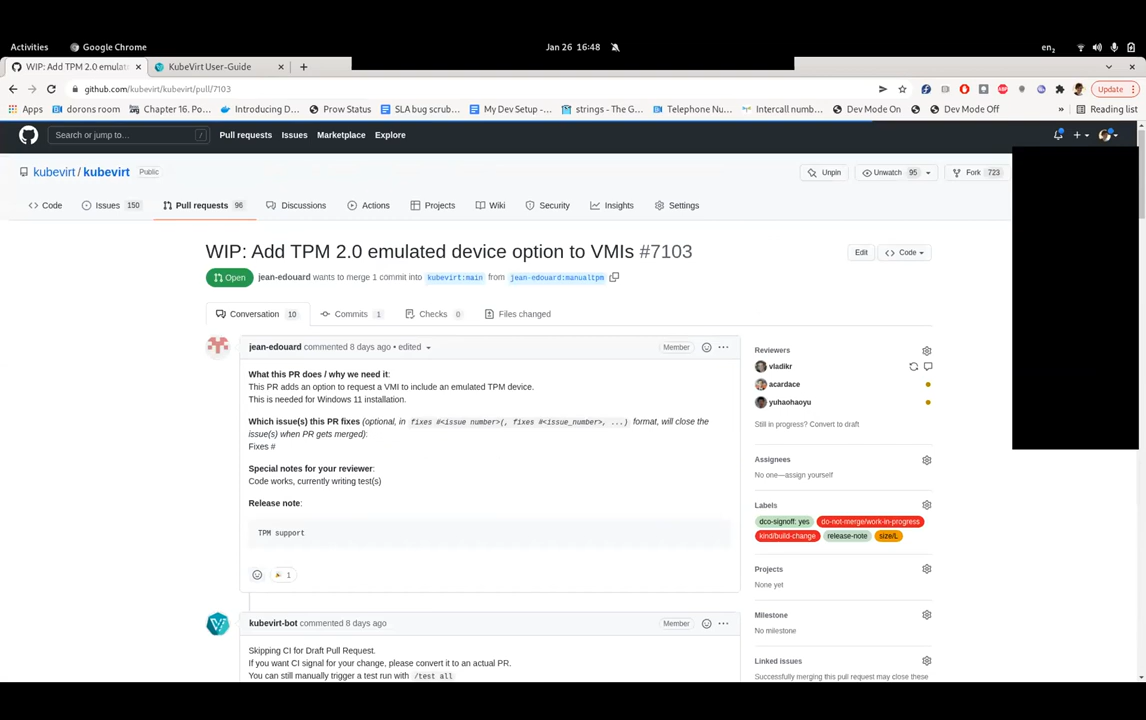 Activities
Google Chrome
Jan 26 16:48
en2
WIP: Add TPM 2.0 emulat
KubeVirt User-Guide
github.com/kubevirt/kubevirt/pull/7103
Update
Apps
dorons room
Chapter 16. Po…
Introducing D…
Prow Status
SLA bug scrub…
My Dev Setup -…
strings - The G…
Telephone Nu…
Intercall numb…
Dev Mode On
Dev Mode Off
»
Reading list
Search or jump to…
/
Pull requests
Issues
Marketplace
Explore
kubevirt / kubevirt
Public
Unpin
Unwatch 95
Fork 723
Code
Issues 150
Pull requests 96
Discussions
Actions
Projects
Wiki
Security
Insights
Settings
WIP: Add TPM 2.0 emulated device option to VMIs #7103
Edit
Code
Open
jean-edouard wants to merge 1 commit into kubevirt:main from jean-edouard:manualtpm
Conversation 10
Commits 1
Checks 0
Files changed
jean-edouard commented 8 days ago • edited
Member
What this PR does / why we need it:
This PR adds an option to request a VMI to include an emulated TPM device.
This is needed for Windows 11 installation.
Which issue(s) this PR fixes (optional, in fixes #<issue number>(, fixes #<issue_number>, ...) format, will close the
issue(s) when PR gets merged):
Fixes #
Special notes for your reviewer:
Code works, currently writing test(s)
Release note:
TPM support
1
kubevirt-bot commented 8 days ago
Member
Skipping CI for Draft Pull Request.
If you want CI signal for your change, please convert it to an actual PR.
You can still manually trigger a test run with /test all
Reviewers
vladikr
acardace
yuhaohaoyu
Still in progress? Convert to draft
Assignees
No one—assign yourself
Labels
dco-signoff: yes
do-not-merge/work-in-progress
kind/build-change
release-note
size/L
Projects
None yet
Milestone
No milestone
Linked issues
Successfully merging this pull request may close these